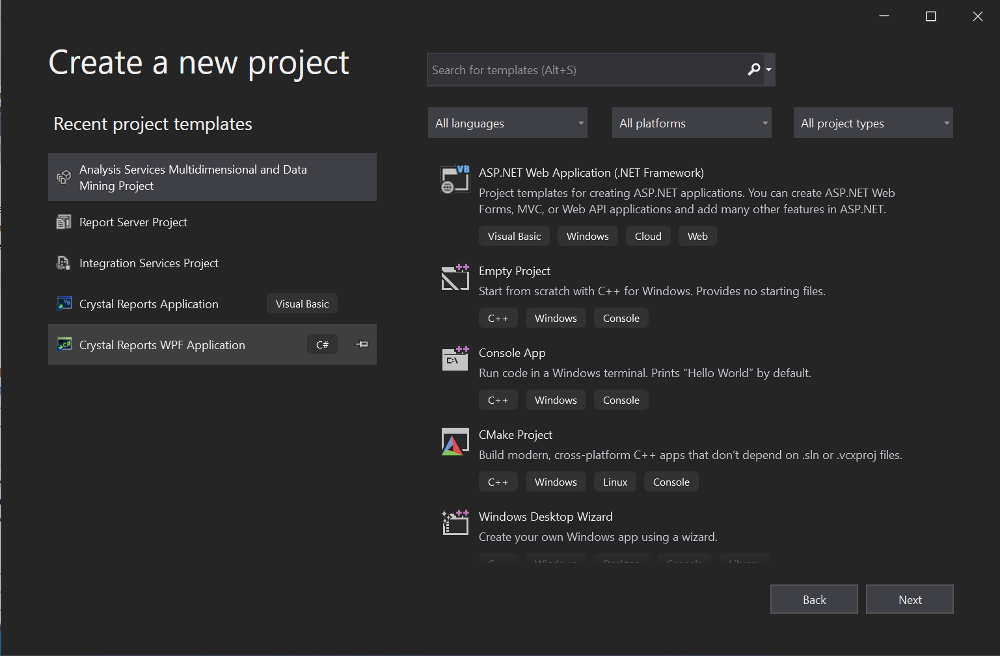 Create a new project
Search for templates (Alt+S)
Recent project templates
All languages
All platforms
All project types
Analysis Services Multidimensional and Data
Mining Project
Report Server Project
Integration Services Project
Crystal Reports Application
Visual Basic
Crystal Reports WPF Application
C#
VB
ASP.NET Web Application (.NET Framework)
Project templates for creating ASP.NET applications. You can create ASP.NET Web
Forms, MVC, or Web API applications and add many other features in ASP.NET.
Visual Basic
Windows
Cloud
Web
++
Empty Project
Start from scratch with C++ for Windows. Provides no starting files.
C++
Windows
Console
++
C:\
Console App
Run code in a Windows terminal. Prints “Hello World” by default.
C++
Windows
Console
CMake Project
Build modern, cross-platform C++ apps that don’t depend on .sln or .vcxproj files.
C++
Windows
Linux
Console
++
Windows Desktop Wizard
Create your own Windows app using a wizard.
C++
Windows
Desktop
Console
Library
Back
Next